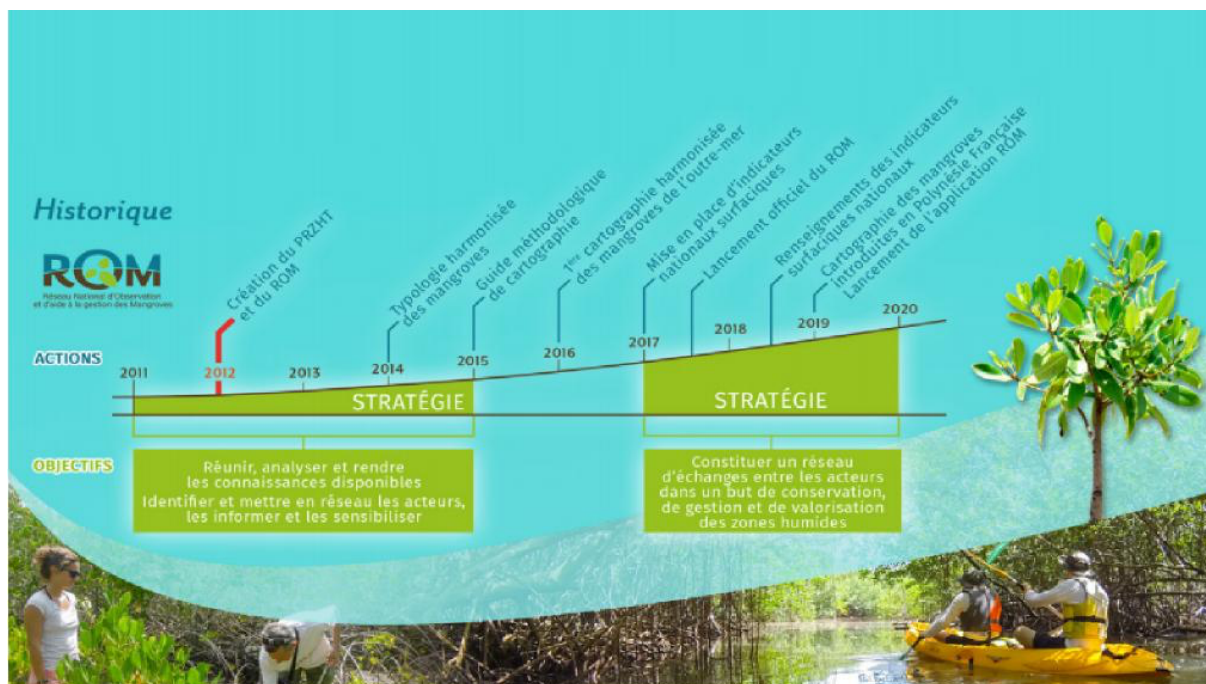 Historique
ROM
Réseau National d'Observation
et d'aide à la gestion des Mangroves
Création du PRZHT
et du ROM
Typologie harmonisée
des mangroves
Guide méthodologique
de cartographie
1ère cartographie harmonisée
des mangroves de l'outre-mer
Mise en place d'indicateurs
nationaux surfaciques
Lancement officiel du ROM
Renseignements des indicateurs
surfaciques nationaux
Cartographie des mangroves
introduites en Polynésie Française
Lancement de l'application ROM
ACTIONS
2011
2012
2013
2014
2015
2016
2017
2018
2019
2020
STRATÉGIE
STRATÉGIE
OBJECTIFS
Réunir, analyser et rendre
les connaissances disponibles
Identifier et mettre en réseau les acteurs,
les informer et les sensibiliser
Constituer un réseau
d'échanges entre les acteurs
dans un but de conservation,
de gestion et de valorisation
des zones humides